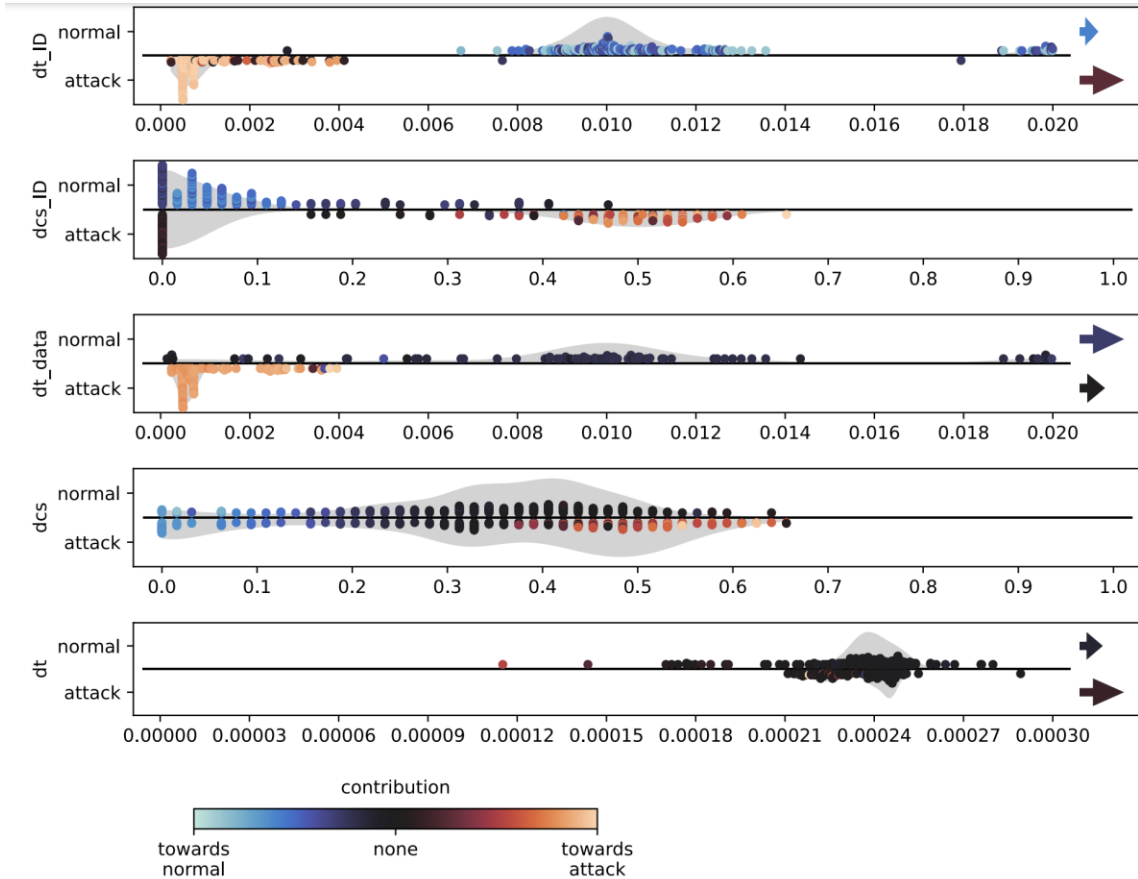 dt_ID
normal
attack
0.000 0.002 0.004 0.006 0.008 0.010 0.012 0.014 0.016 0.018 0.020
dcs_ID
normal
attack
0.0 0.1 0.2 0.3 0.4 0.5 0.6 0.7 0.8 0.9 1.0
dt_data
normal
attack
0.000 0.002 0.004 0.006 0.008 0.010 0.012 0.014 0.016 0.018 0.020
dcs
normal
attack
0.0 0.1 0.2 0.3 0.4 0.5 0.6 0.7 0.8 0.9 1.0
dt
normal
attack
0.00000 0.00003 0.00006 0.00009 0.00012 0.00015 0.00018 0.00021 0.00024 0.00027 0.00030
contribution
towards none towards
normal attack